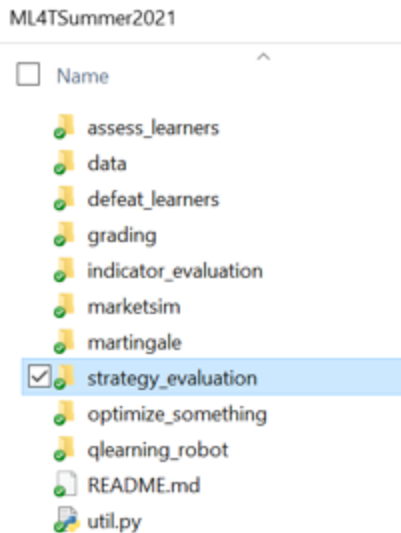 ML4TSummer2021
Name
assess_learners
data
defeat_learners
grading
indicator_evaluation
marketsim
martingale
strategy_evaluation
optimize_something
qlearning_robot
README.md
util.py